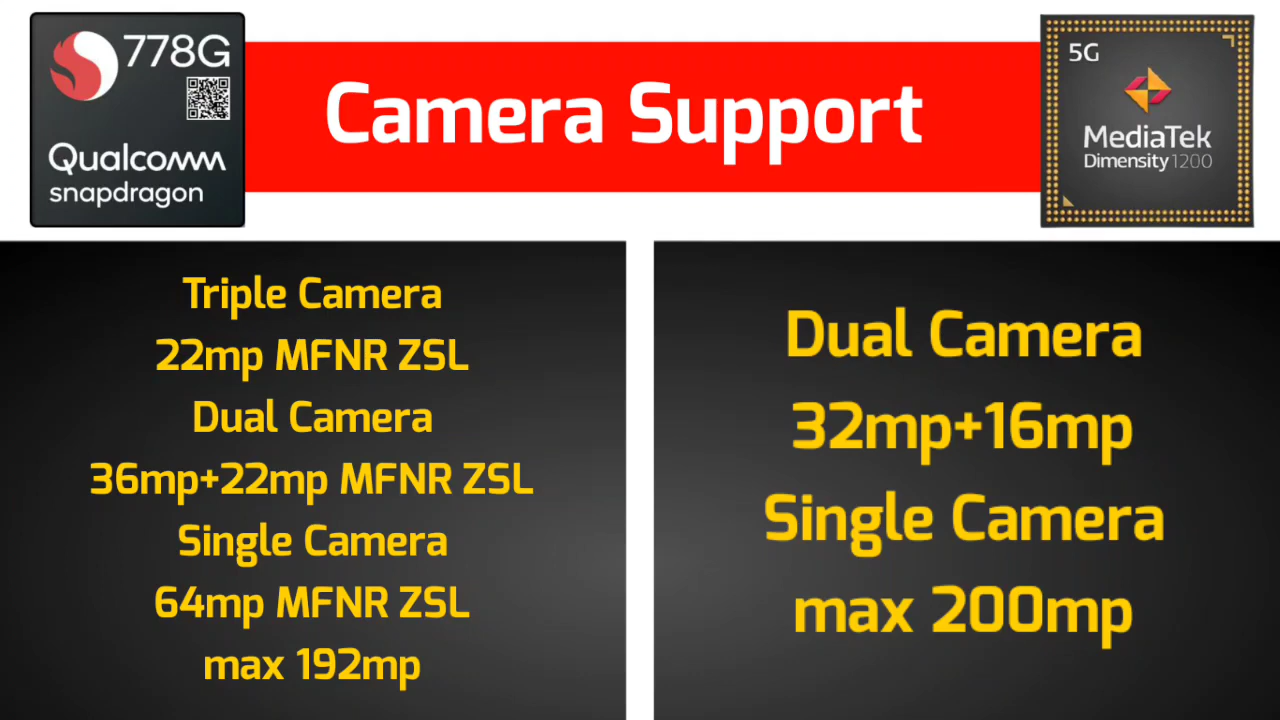 778G
Qualcomm
snapdragon
Camera Support
5G
MediaTek
Dimensity 1200
Triple Camera
22mp MFNR ZSL
Dual Camera
36mp+22mp MFNR ZSL
Single Camera
64mp MFNR ZSL
max 192mp
Dual Camera
32mp+16mp
Single Camera
max 200mp